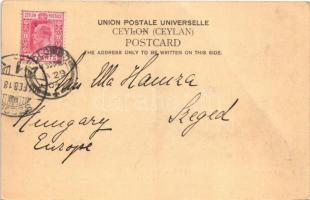 UNION POSTALE UNIVERSELLE
CEYLON (CEYLAN)
POSTCARD
THE ADDRESS ONLY TO BE WRITTEN ON THIS SIDE.
Hamza
Hungary Szeged
Europe